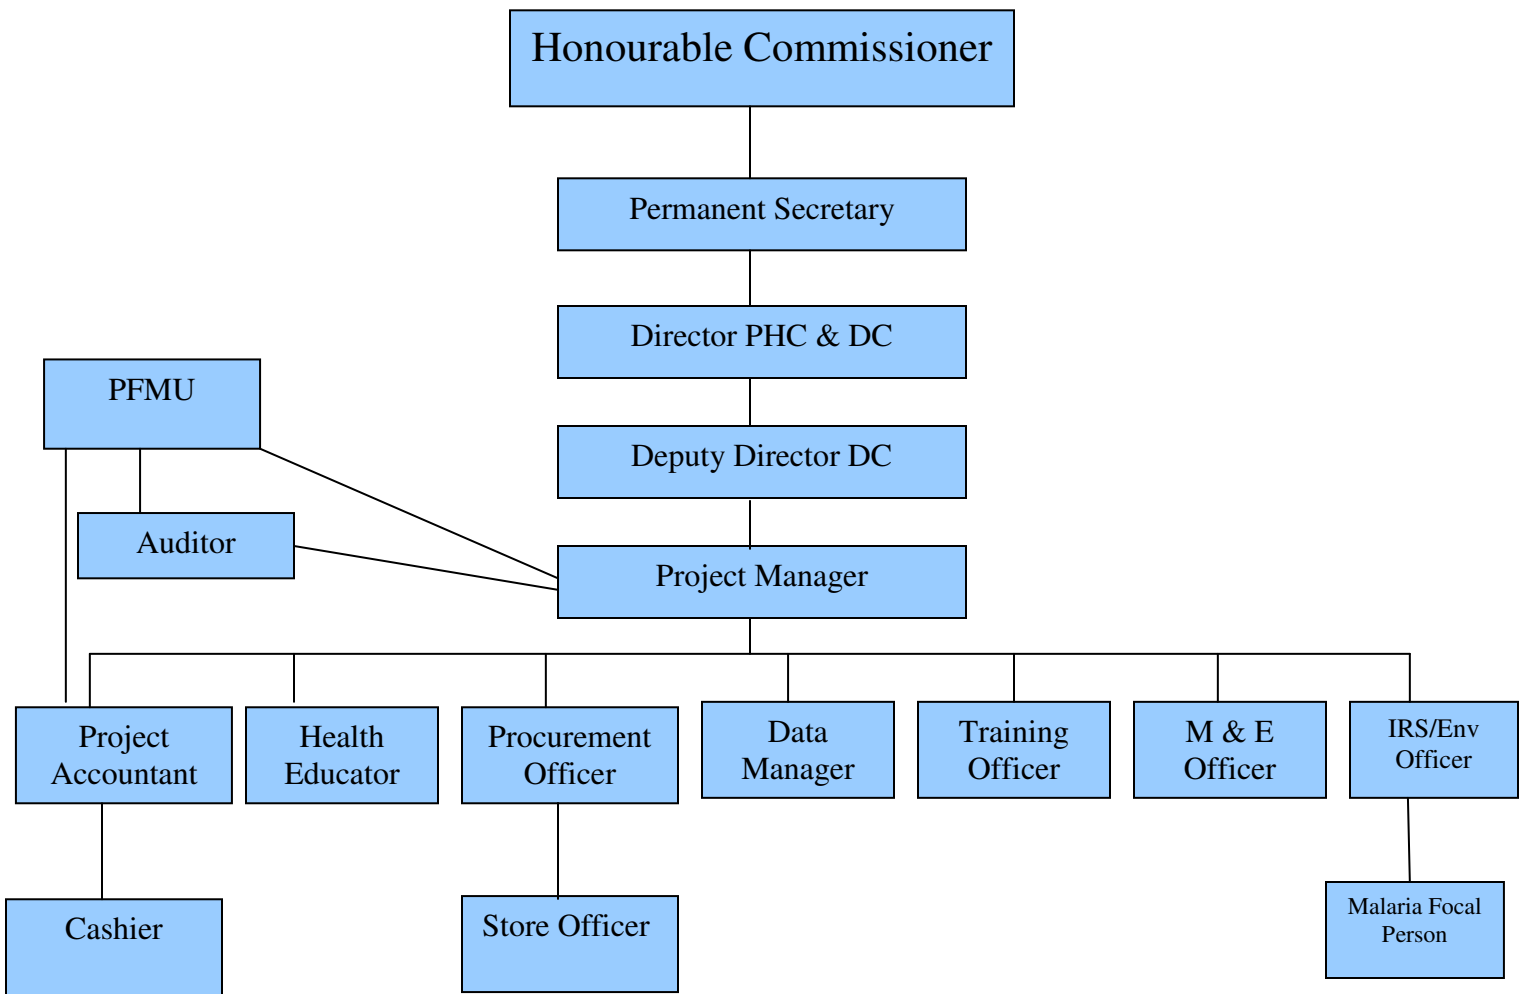 Honourable Commissioner
Permanent Secretary
Director PHC & DC
PFMU
Deputy Director DC
Auditor
Project Manager
Project
Accountant
Health
Educator
Procurement
Officer
Data
Manager
Training
Officer
M & E
Officer
IRS/Env
Officer
Cashier
Store Officer
Malaria Focal
Person